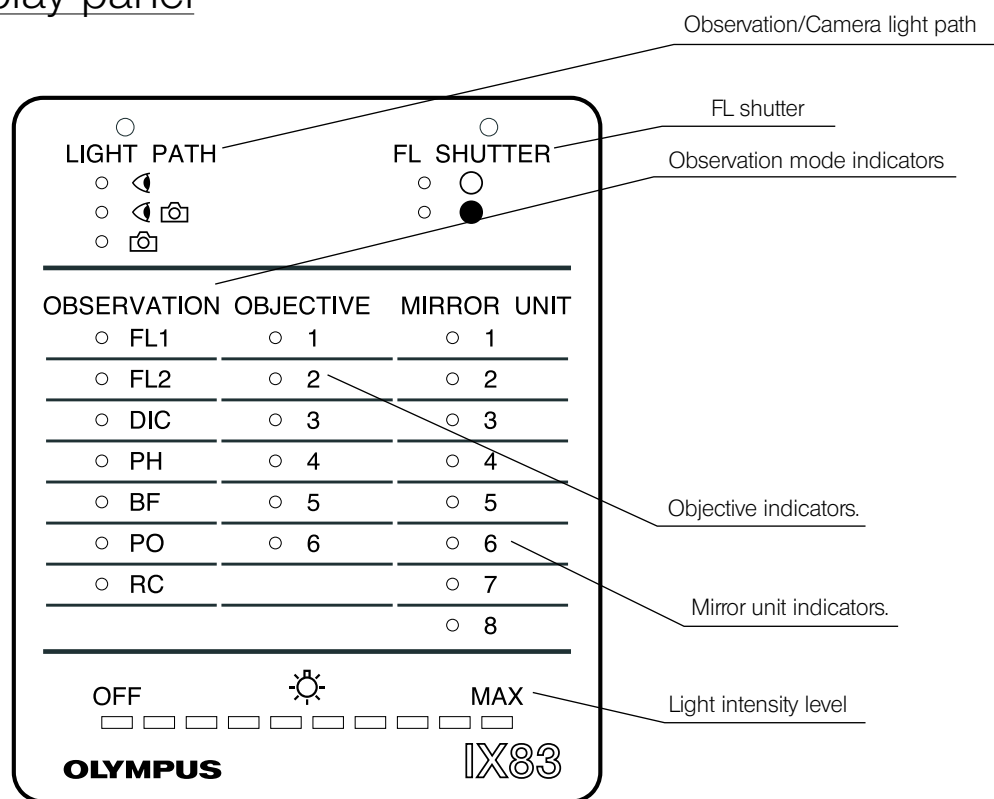 play panel
Observation/Camera light path
FL shutter
Observation mode indicators
LIGHT PATH FL SHUTTER
OBSERVATION OBJECTIVE MIRROR UNIT
FL1 1 1
FL2 2 2
DIC 3 3
PH 4 4
BF 5 5
PO 6 6
RC 7
8
Objective indicators.
Mirror unit indicators.
OFF MAX
Light intensity level
OLYMPUS IX83